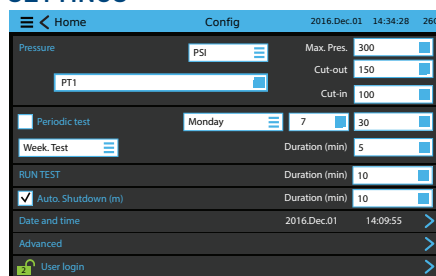 Home Config 2016.Dec.01 14:34:28 260
Pressure PSI Max. Pres. 300
Cut-out 150
PT1
Cut-in 100
Periodic test Monday 7 30
Week. Test Duration (min) 5
RUN TEST Duration (min) 10
Auto. Shutdown (m) Duration (min) 10
Date and time 2016.Dec.01 14:09:55
Advanced
2 User login